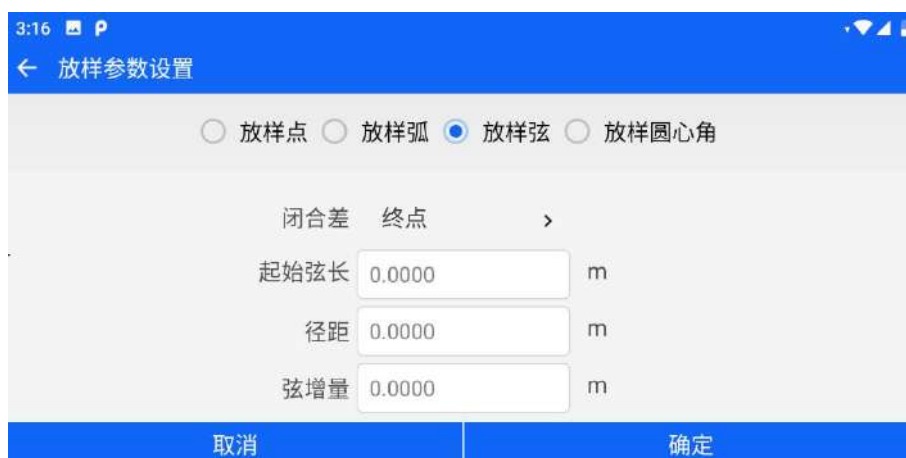 3:16
← 放样参数设置
放样点 放样弧 放样弦 放样圆心角
闭合差 终点 >
起始弦长 0.0000 m
径距 0.0000 m
弦增量 0.0000 m
取消 确定